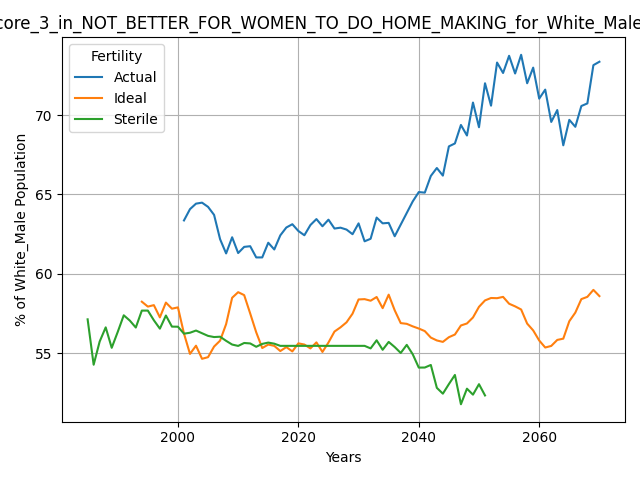 core_3_in_NOT_BETTER_FOR_WOMEN_TO_DO_HOME_MAKING_for_White_Male
Fertility
Actual
Ideal
Sterile
% of White_Male Population
70
65
60
55
2000
2020
2040
2060
Years